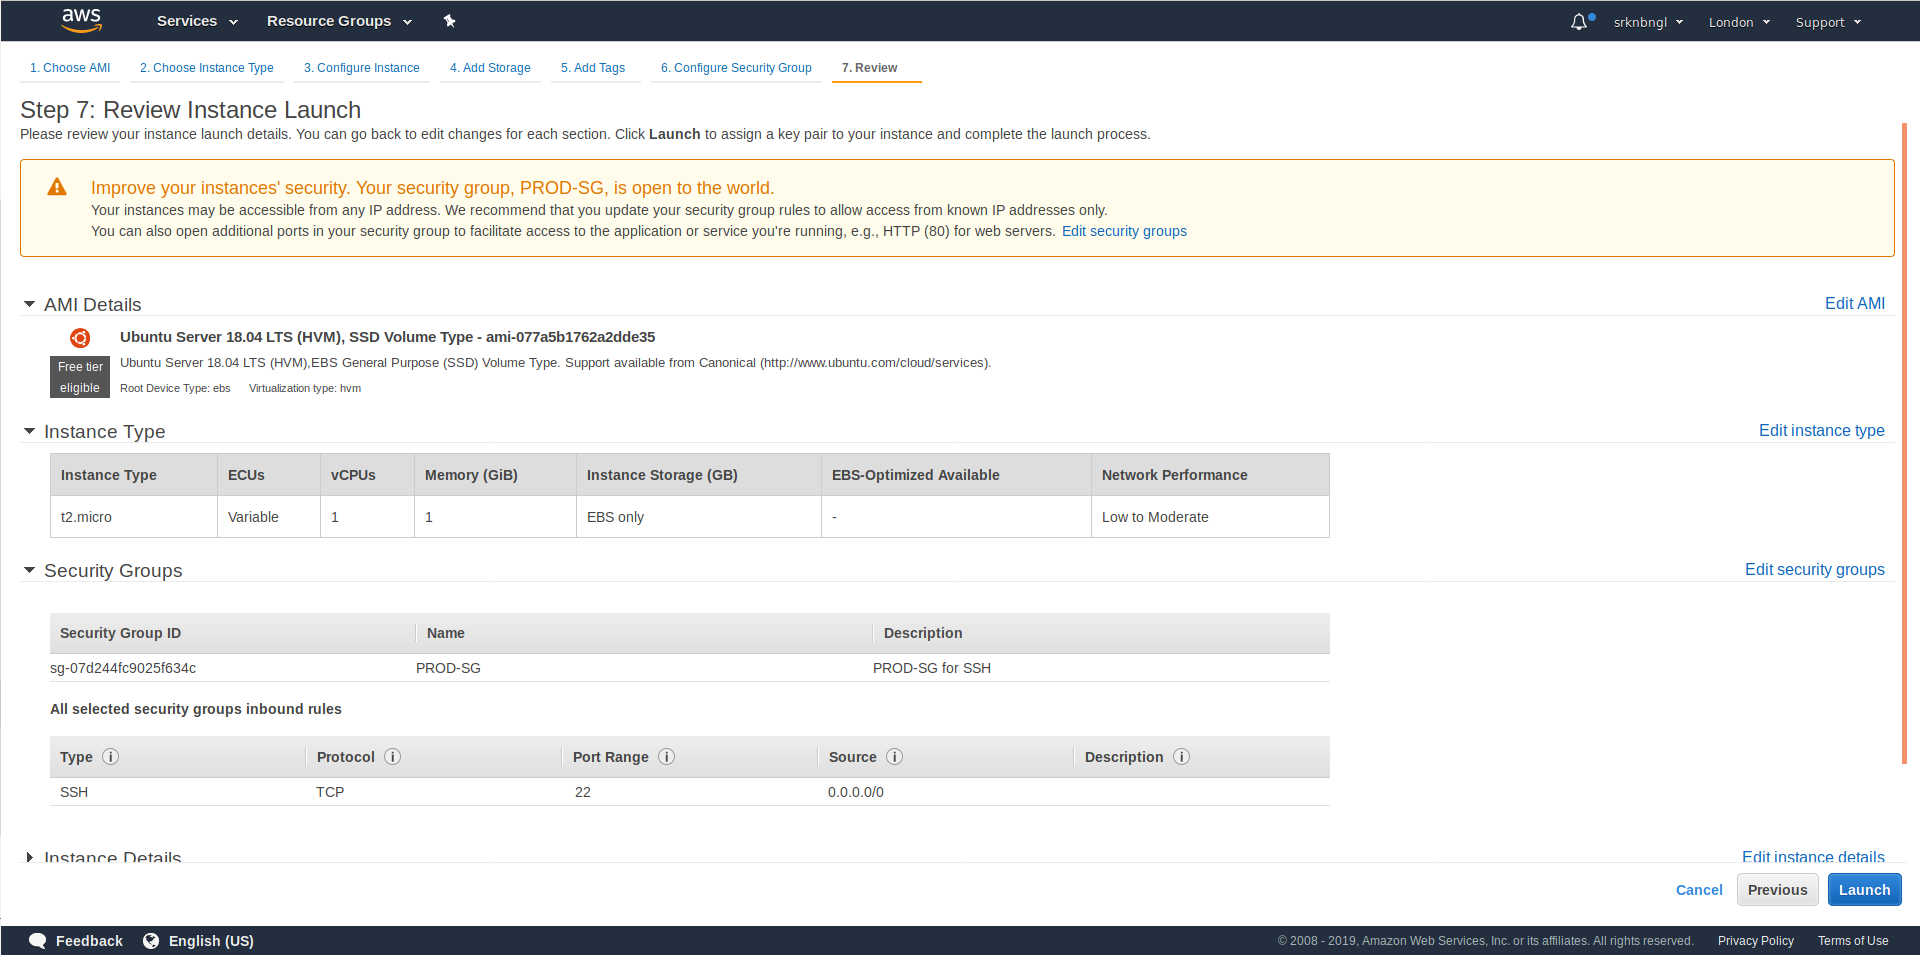 aws Services Resource Groups srknbngl London Support
1. Choose AMI 2. Choose Instance Type 3. Configure Instance 4. Add Storage 5. Add Tags 6. Configure Security Group 7. Review
Step 7: Review Instance Launch
Please review your instance launch details. You can go back to edit changes for each section. Click Launch to assign a key pair to your instance and complete the launch process.
Improve your instances' security. Your security group, PROD-SG, is open to the world.
Your instances may be accessible from any IP address. We recommend that you update your security group rules to allow access from known IP addresses only.
You can also open additional ports in your security group to facilitate access to the application or service you're running, e.g., HTTP (80) for web servers. Edit security groups
AMI Details Edit AMI
Ubuntu Server 18.04 LTS (HVM), SSD Volume Type - ami-077a5b1762a2dde35
Free tier
eligible
Ubuntu Server 18.04 LTS (HVM),EBS General Purpose (SSD) Volume Type. Support available from Canonical (http://www.ubuntu.com/cloud/services).
Root Device Type: ebs Virtualization type: hvm
Instance Type Edit instance type
Instance Type ECUs vCPUs Memory (GiB) Instance Storage (GB) EBS-Optimized Available Network Performance
t2.micro Variable 1 1 EBS only - Low to Moderate
Security Groups Edit security groups
Security Group ID Name Description
sg-07d244fc9025f634c PROD-SG PROD-SG for SSH
All selected security groups inbound rules
Type Protocol Port Range Source Description
SSH TCP 22 0.0.0.0/0
Instance Details Edit instance details
Cancel Previous Launch
Feedback English (US) © 2008 - 2019, Amazon Web Services, Inc. or its affiliates. All rights reserved. Privacy Policy Terms of Use